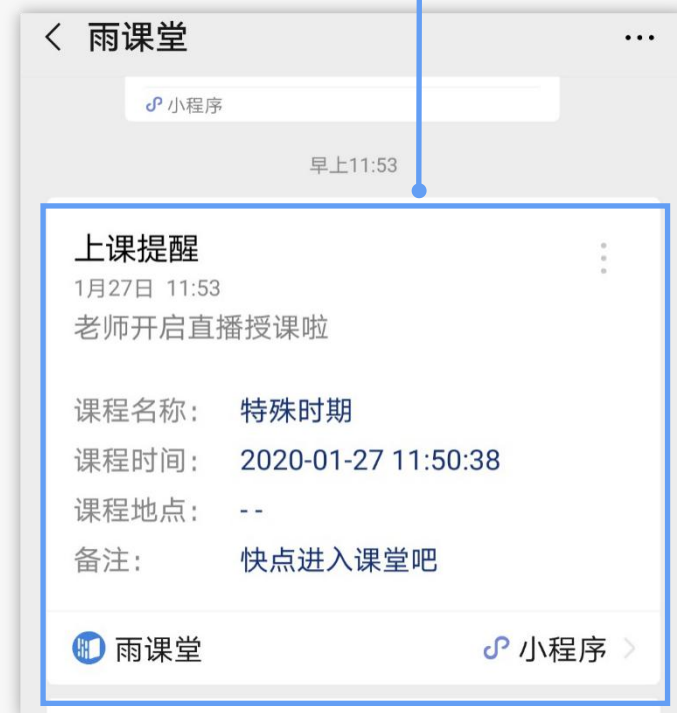 雨课堂
小程序
早上11:53
上课提醒
1月27日 11:53
老师开启直播授课啦
课程名称: 特殊时期
课程时间: 2020-01-27 11:50:38
课程地点: --
备注: 快点进入课堂吧
雨课堂 小程序